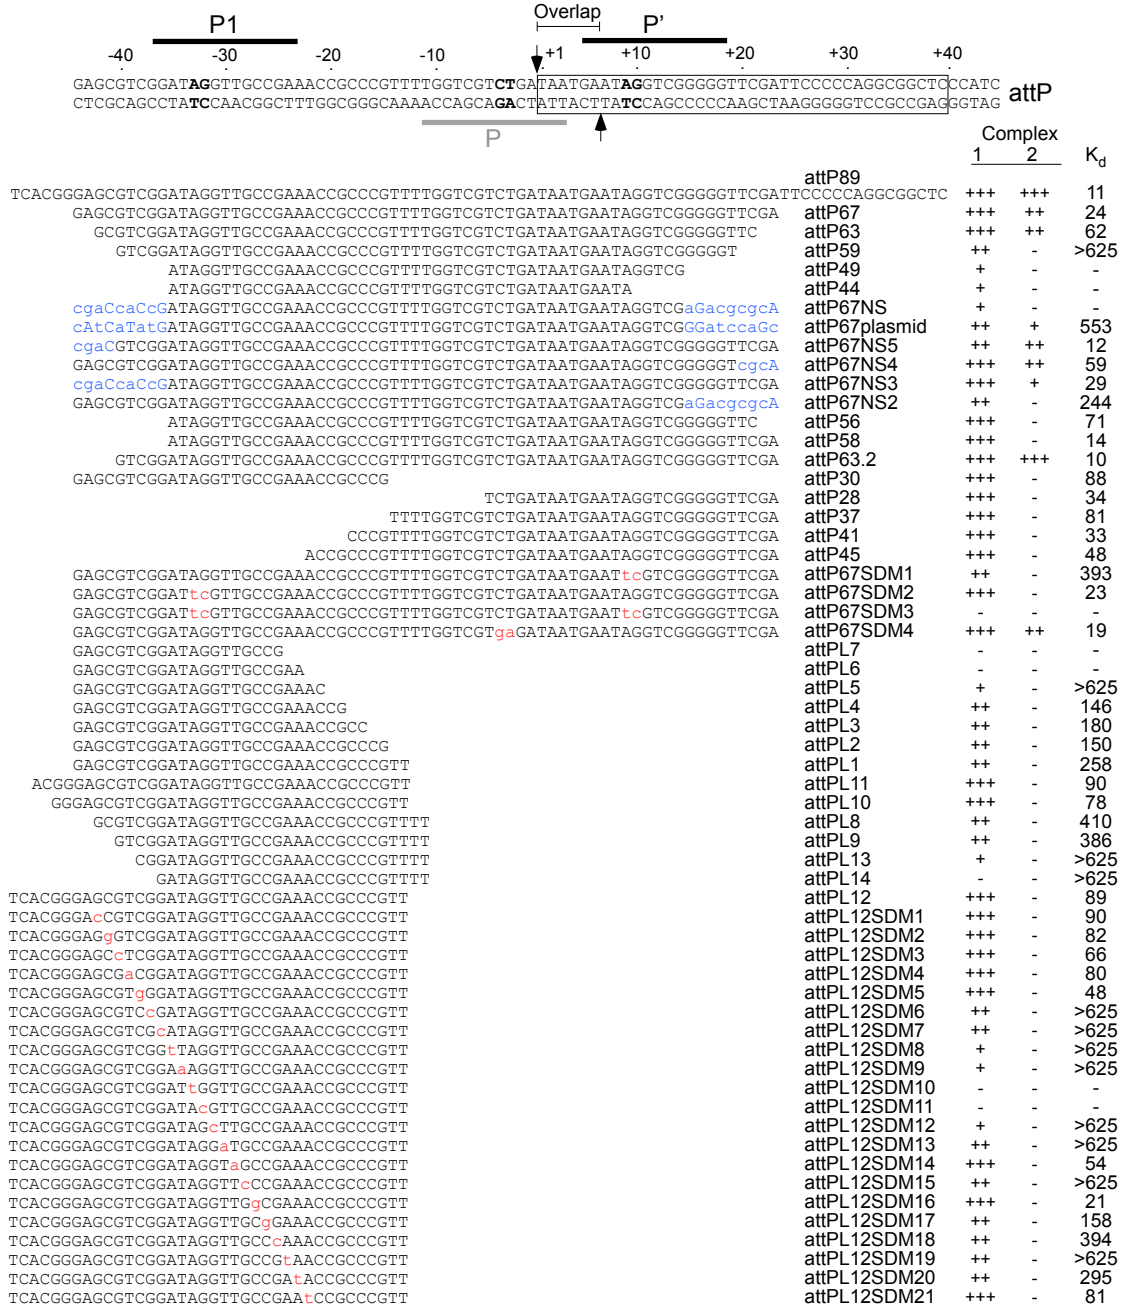 Overlap
P1 P’
-40 -30 -20 -10 +1 +10 +20 +30 +40
GAGCGTCGGATAGGTTGCCGAAACCGCCCGTTTTGGTCGTCTGATAATGAATAGGTCGGGGGTTCGATTCCCCCAGGCGGCTCCCATC attP
CTCGCAGCCTATCCAACGGCTTTGGCGGGCAAAACCAGCAGACTATTACTTATCCAGCCCCCAAGCTAAGGGGGTCCGCCGAGGGTAG
P
Complex
1 2 Kd
attP89
TCACGGGAGCGTCGGATAGGTTGCCGAAACCGCCCGTTTTGGTCGTCTGATAATGAATAGGTCGGGGGTTCGATTCCCCCAGGCGGCTC +++ +++ 11
GAGCGTCGGATAGGTTGCCGAAACCGCCCGTTTTGGTCGTCTGATAATGAATAGGTCGGGGGTTCGA attP67 +++ ++ 24
GCGTCGGATAGGTTGCCGAAACCGCCCGTTTTGGTCGTCTGATAATGAATAGGTCGGGGGTTC attP63 +++ ++ 62
GTCGGATAGGTTGCCGAAACCGCCCGTTTTGGTCGTCTGATAATGAATAGGTCGGGGGT attP59 ++ - >625
ATAGGTTGCCGAAACCGCCCGTTTTGGTCGTCTGATAATGAATAGGTCG attP49 + - -
ATAGGTTGCCGAAACCGCCCGTTTTGGTCGTCTGATAATGAATA attP44 + - -
cgaCcaCcGATAGGTTGCCGAAACCGCCCGTTTTGGTCGTCTGATAATGAATAGGTCGaGacgcgcA attP67NS + - -
cAtCaTatGATAGGTTGCCGAAACCGCCCGTTTTGGTCGTCTGATAATGAATAGGTCGGGatccaGc attP67plasmid ++ + 553
cgaCGTCGGATAGGTTGCCGAAACCGCCCGTTTTGGTCGTCTGATAATGAATAGGTCGGGGGTTCGA attP67NS5 ++ ++ 12
GAGCGTCGGATAGGTTGCCGAAACCGCCCGTTTTGGTCGTCTGATAATGAATAGGTCGGGGGTcgcA attP67NS4 +++ ++ 59
cgaCcaCcGATAGGTTGCCGAAACCGCCCGTTTTGGTCGTCTGATAATGAATAGGTCGGGGGTTCGA attP67NS3 +++ + 29
GAGCGTCGGATAGGTTGCCGAAACCGCCCGTTTTGGTCGTCTGATAATGAATAGGTCGaGacgcgcA attP67NS2 ++ - 244
ATAGGTTGCCGAAACCGCCCGTTTTGGTCGTCTGATAATGAATAGGTCGGGGGTTC attP56 +++ - 71
ATAGGTTGCCGAAACCGCCCGTTTTGGTCGTCTGATAATGAATAGGTCGGGGGTTCGA attP58 +++ - 14
GTCGGATAGGTTGCCGAAACCGCCCGTTTTGGTCGTCTGATAATGAATAGGTCGGGGGTTCGA attP63.2 +++ +++ 10
GAGCGTCGGATAGGTTGCCGAAACCGCCCG attP30 +++ - 88
TCTGATAATGAATAGGTCGGGGGTTCGA attP28 +++ - 34
TTTTGGTCGTCTGATAATGAATAGGTCGGGGGTTCGA attP37 +++ - 81
CCCGTTTTGGTCGTCTGATAATGAATAGGTCGGGGGTTCGA attP41 +++ - 33
ACCGCCCGTTTTGGTCGTCTGATAATGAATAGGTCGGGGGTTCGA attP45 +++ - 48
GAGCGTCGGATAGGTTGCCGAAACCGCCCGTTTTGGTCGTCTGATAATGAATtcGTCGGGGGTTCGA attP67SDM1 ++ - 393
GAGCGTCGGATtcGTTGCCGAAACCGCCCGTTTTGGTCGTCTGATAATGAATAGGTCGGGGGTTCGA attP67SDM2 +++ - 23
GAGCGTCGGATtcGTTGCCGAAACCGCCCGTTTTGGTCGTCTGATAATGAATtcGTCGGGGGTTCGA attP67SDM3 - - -
GAGCGTCGGATAGGTTGCCGAAACCGCCCGTTTTGGTCGTgaGATAATGAATAGGTCGGGGGTTCGA attP67SDM4 +++ ++ 19
GAGCGTCGGATAGGTTGCCG attPL7 - - -
GAGCGTCGGATAGGTTGCCGAA attPL6 - - -
GAGCGTCGGATAGGTTGCCGAAAC attPL5 + - >625
GAGCGTCGGATAGGTTGCCGAAACCG attPL4 ++ - 146
GAGCGTCGGATAGGTTGCCGAAACCGCC attPL3 ++ - 180
GAGCGTCGGATAGGTTGCCGAAACCGCCCG attPL2 ++ - 150
GAGCGTCGGATAGGTTGCCGAAACCGCCCGTT attPL1 ++ - 258
ACGGGAGCGTCGGATAGGTTGCCGAAACCGCCCGTT attPL11 +++ - 90
GGGAGCGTCGGATAGGTTGCCGAAACCGCCCGTT attPL10 +++ - 78
GCGTCGGATAGGTTGCCGAAACCGCCCGTTTT attPL8 ++ - 410
GTCGGATAGGTTGCCGAAACCGCCCGTTTT attPL9 ++ - 386
CGGATAGGTTGCCGAAACCGCCCGTTTT attPL13 + - >625
GATAGGTTGCCGAAACCGCCCGTTTT attPL14 - - >625
TCACGGGAGCGTCGGATAGGTTGCCGAAACCGCCCGTT attPL12 +++ - 89
TCACGGGAcCGTCGGATAGGTTGCCGAAACCGCCCGTT attPL12SDM1 +++ - 90
TCACGGGAGgGTCGGATAGGTTGCCGAAACCGCCCGTT attPL12SDM2 +++ - 82
TCACGGGAGCcTCGGATAGGTTGCCGAAACCGCCCGTT attPL12SDM3 +++ - 66
TCACGGGAGCGaCGGATAGGTTGCCGAAACCGCCCGTT attPL12SDM4 +++ - 80
TCACGGGAGCGTgGGATAGGTTGCCGAAACCGCCCGTT attPL12SDM5 +++ - 48
TCACGGGAGCGTCcGATAGGTTGCCGAAACCGCCCGTT attPL12SDM6 ++ - >625
TCACGGGAGCGTCGcATAGGTTGCCGAAACCGCCCGTT attPL12SDM7 ++ - >625
TCACGGGAGCGTCGGtTAGGTTGCCGAAACCGCCCGTT attPL12SDM8 + - >625
TCACGGGAGCGTCGGAaAGGTTGCCGAAACCGCCCGTT attPL12SDM9 + - >625
TCACGGGAGCGTCGGATtGGTTGCCGAAACCGCCCGTT attPL12SDM10 - - -
TCACGGGAGCGTCGGATAcGTTGCCGAAACCGCCCGTT attPL12SDM11 - - -
TCACGGGAGCGTCGGATAGcTTGCCGAAACCGCCCGTT attPL12SDM12 + - >625
TCACGGGAGCGTCGGATAGGaTGCCGAAACCGCCCGTT attPL12SDM13 ++ - >625
TCACGGGAGCGTCGGATAGGTaGCCGAAACCGCCCGTT attPL12SDM14 +++ - 54
TCACGGGAGCGTCGGATAGGTTcCCGAAACCGCCCGTT attPL12SDM15 ++ - >625
TCACGGGAGCGTCGGATAGGTTGgCGAAACCGCCCGTT attPL12SDM16 +++ - 21
TCACGGGAGCGTCGGATAGGTTGCgGAAACCGCCCGTT attPL12SDM17 ++ - 158
TCACGGGAGCGTCGGATAGGTTGCCcAAACCGCCCGTT attPL12SDM18 ++ - 394
TCACGGGAGCGTCGGATAGGTTGCCGtAACCGCCCGTT attPL12SDM19 ++ - >625
TCACGGGAGCGTCGGATAGGTTGCCGAtACCGCCCGTT attPL12SDM20 ++ - 295
TCACGGGAGCGTCGGATAGGTTGCCGAAtCCGCCCGTT attPL12SDM21 +++ - 81